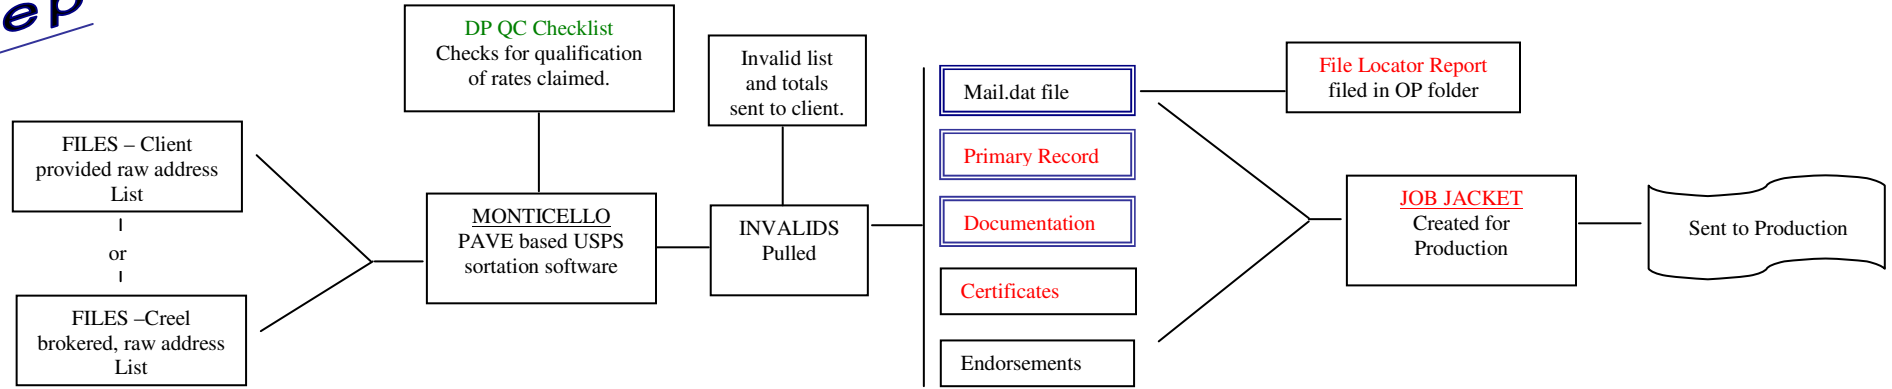 ep
DP QC Checklist
Checks for qualification
of rates claimed.
Invalid list
and totals
sent to client.
FILES – Client
provided raw address
List
or
FILES –Creel
brokered, raw address
List
MONTICELLO
PAVE based USPS
sortation software
INVALIDS
Pulled
Mail.dat file
Primary Record
Documentation
Certificates
Endorsements
File Locator Report
filed in OP folder
JOB JACKET
Created for
Production
Sent to Production